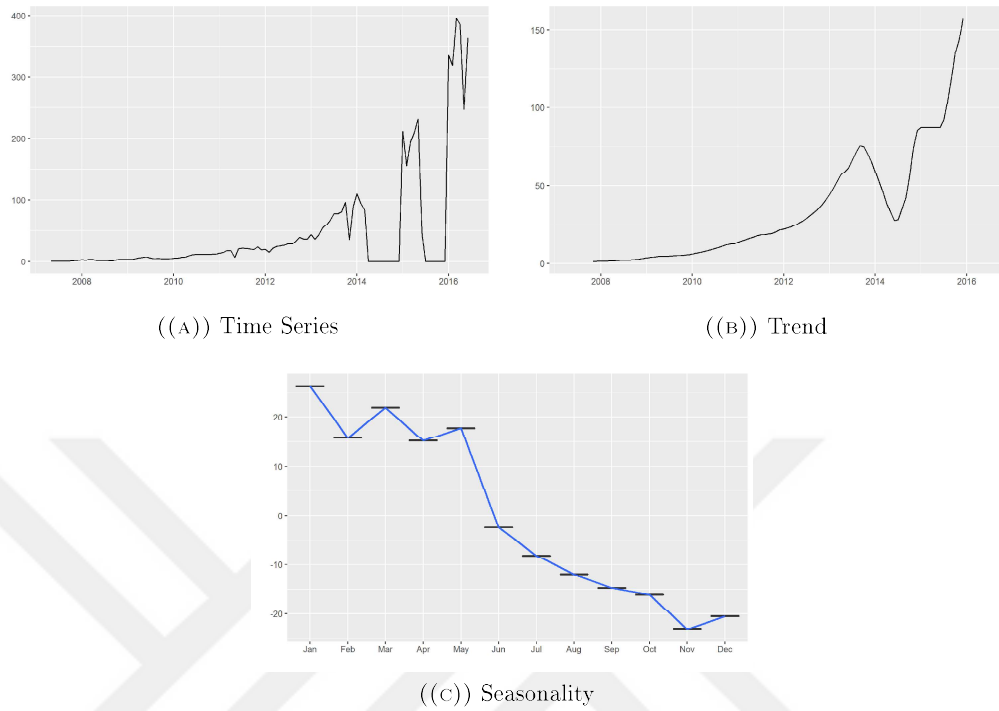 400
300
200
100
0
2008 2010 2012 2014 2016
150
100
50
0
2008 2010 2012 2014 2016
((A)) Time Series
((B)) Trend
20
10
0
-10
-20
Jan Feb Mar Apr May Jun Jul Aug Sep Oct Nov Dec
((C)) Seasonality